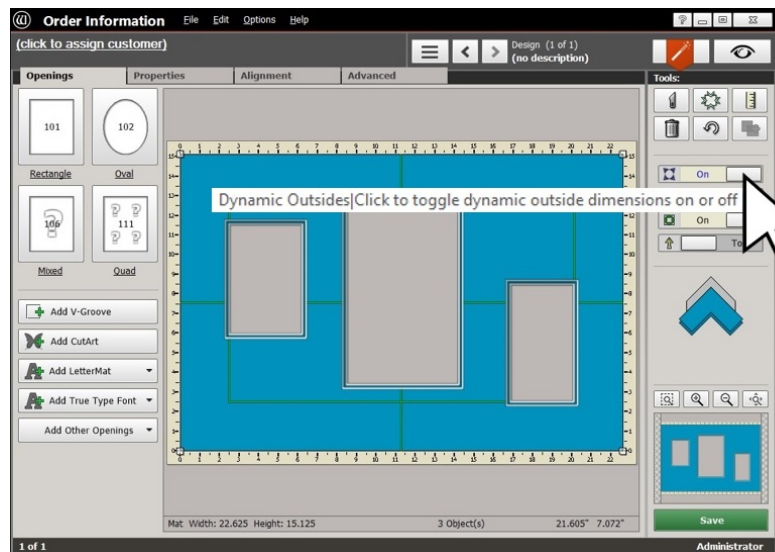 Order Information File Edit Options Help
(click to assign customer)
Design (1 of 1)
(no description)
Openings Properties Alignment Advanced
Tools:
101 102
Rectangle Oval
106 111
Mixed Quad
Dynamic Outsides|Click to toggle dynamic outside dimensions on or off
On
On
Add V-Groove
Add CutArt
Add LetterMat
Add True Type Font
Add Other Openings
Mat Width: 22.625 Height: 15.125 3 Object(s) 21.605" 7.072"
Save
1 of 1 Administrator